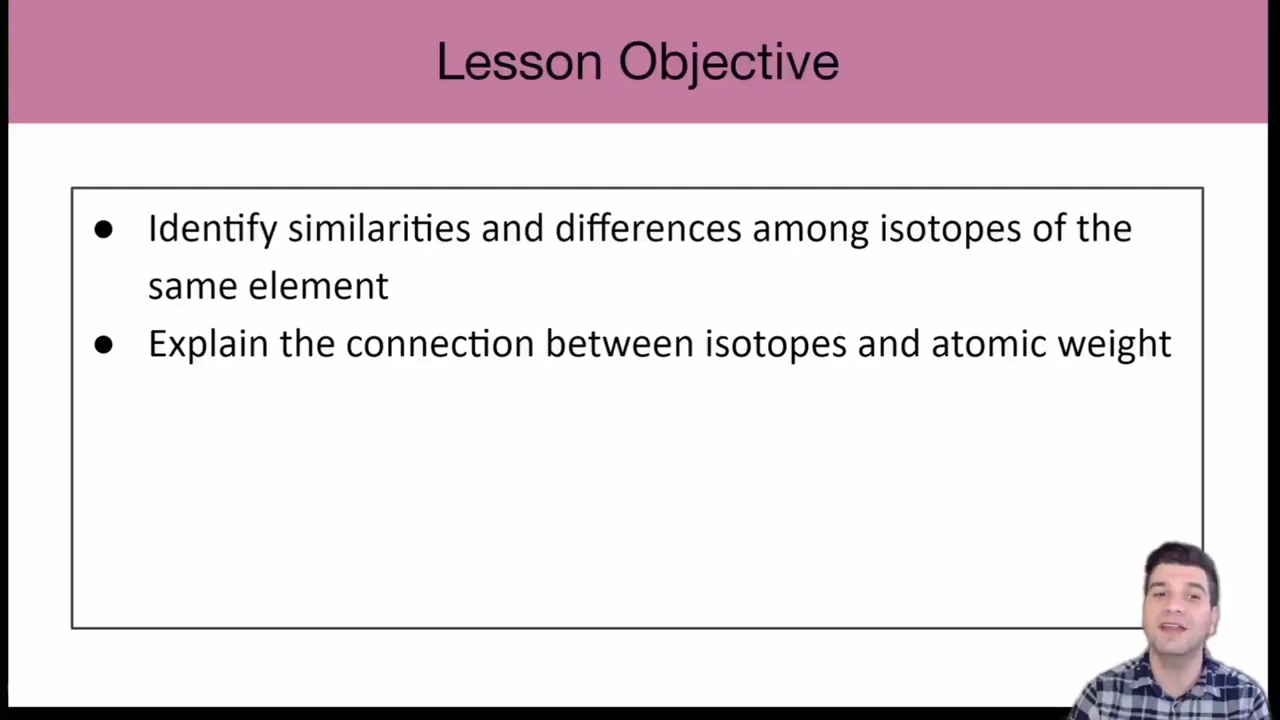 Lesson Objective
● Identify similarities and differences among isotopes of the
same element
● Explain the connection between isotopes and atomic weight